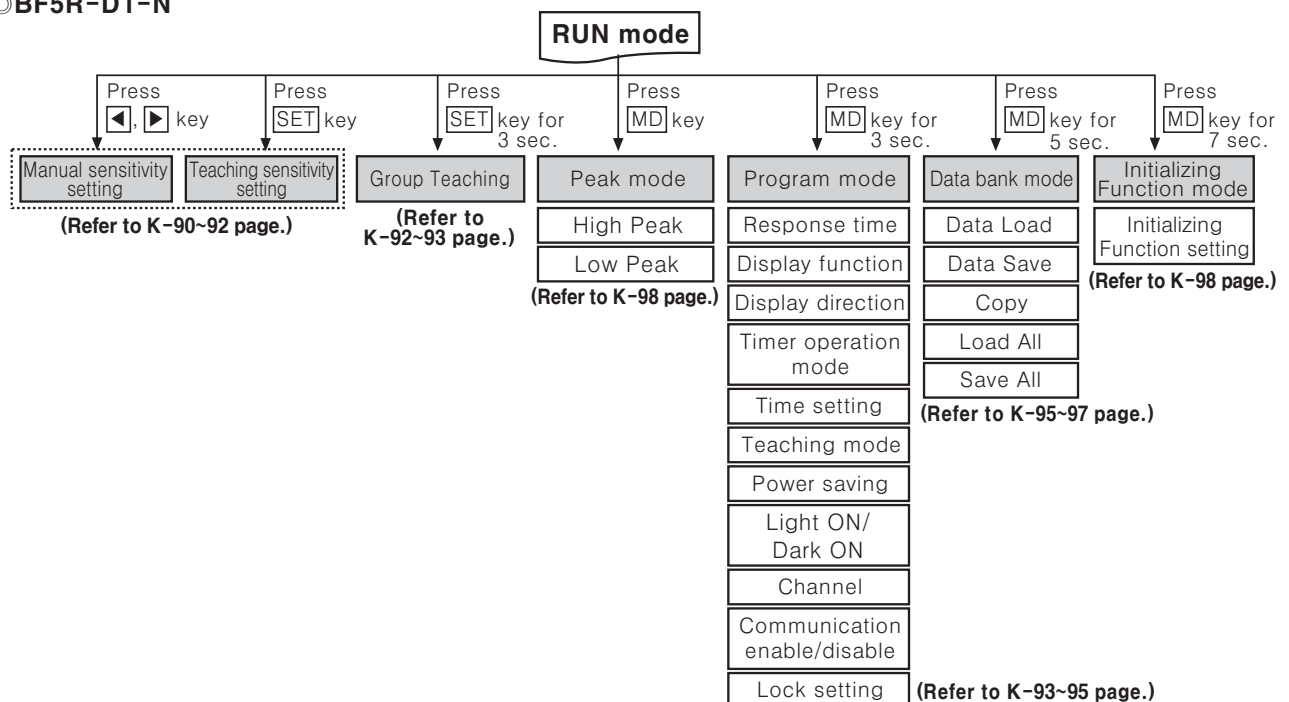 ◎BF5R-D1-N
RUN mode
Press
◀, ▶ key
Press
SET key
Press
SET key for
3 sec.
Press
MD key
Press
MD key for
3 sec.
Press
MD key for
5 sec.
Press
MD key for
7 sec.
Manual sensitivity
setting
Teaching sensitivity
setting
(Refer to K-90~92 page.)
Group Teaching
(Refer to
K-92~93 page.)
Peak mode
High Peak
Low Peak
(Refer to K-98 page.)
Program mode
Response time
Display function
Display direction
Timer operation
mode
Time setting
Teaching mode
Power saving
Light ON/
Dark ON
Channel
Communication
enable/disable
Lock setting
(Refer to K-93~95 page.)
Data bank mode
Data Load
Data Save
Copy
Load All
Save All
(Refer to K-95~97 page.)
Initializing
Function mode
Initializing
Function setting
(Refer to K-98 page.)